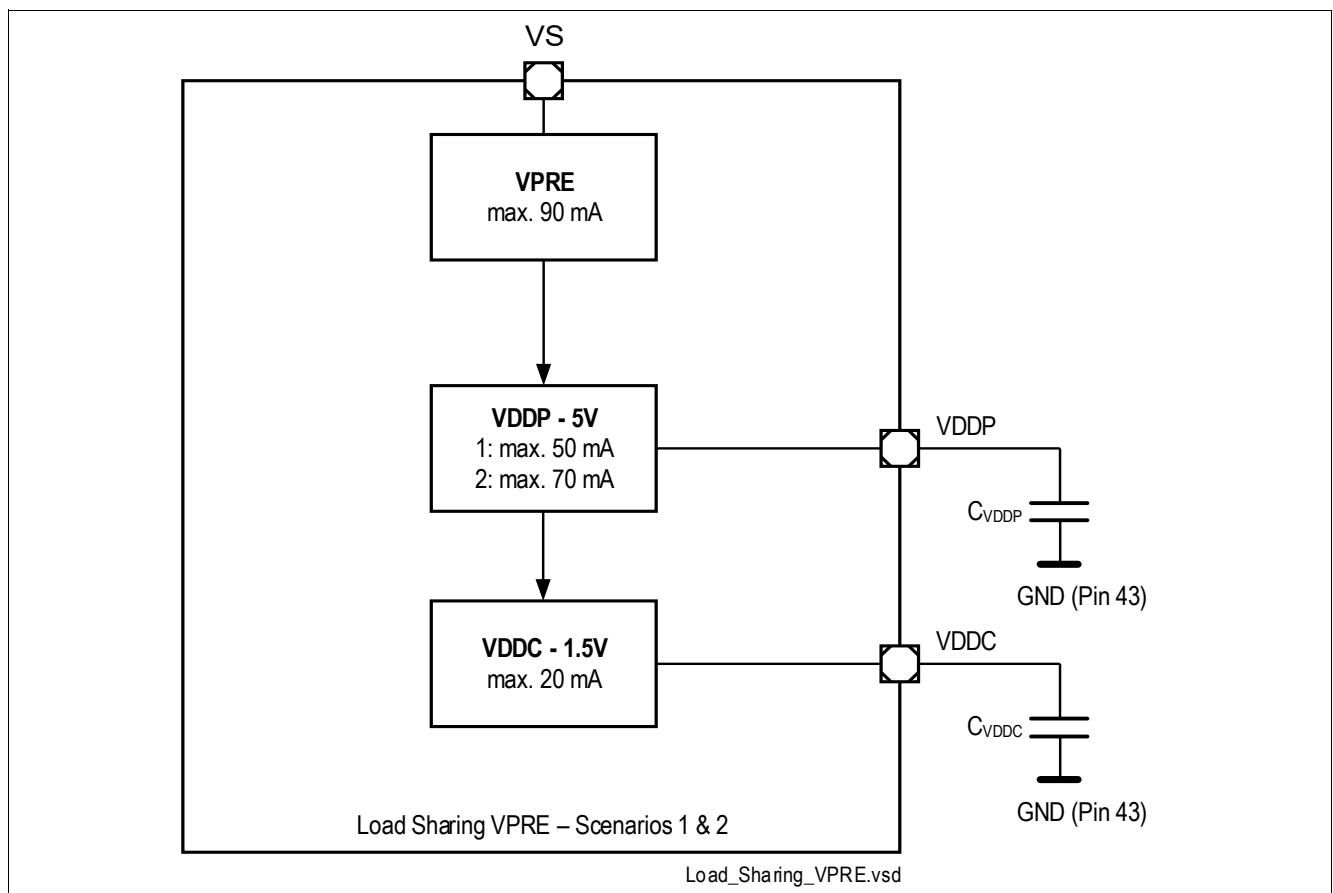 VS
VPRE
max. 90 mA
VDDP - 5V
1: max. 50 mA
2: max. 70 mA
VDDP
CVDDP
GND (Pin 43)
VDDC - 1.5V
max. 20 mA
VDDC
CVDDC
GND (Pin 43)
Load Sharing VPRE – Scenarios 1 & 2
Load_Sharing_VPRE.vsd